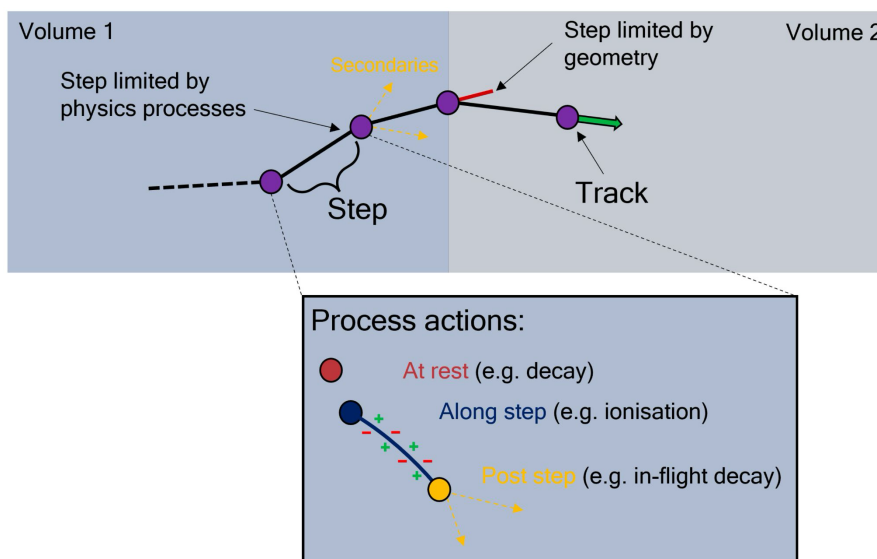 Volume 1
Volume 2
Step limited by
geometry
Secondaries
Step limited by
physics processes
Step
Track
Process actions:
At rest (e.g. decay)
Along step (e.g. ionisation)
Post step (e.g. in-flight decay)